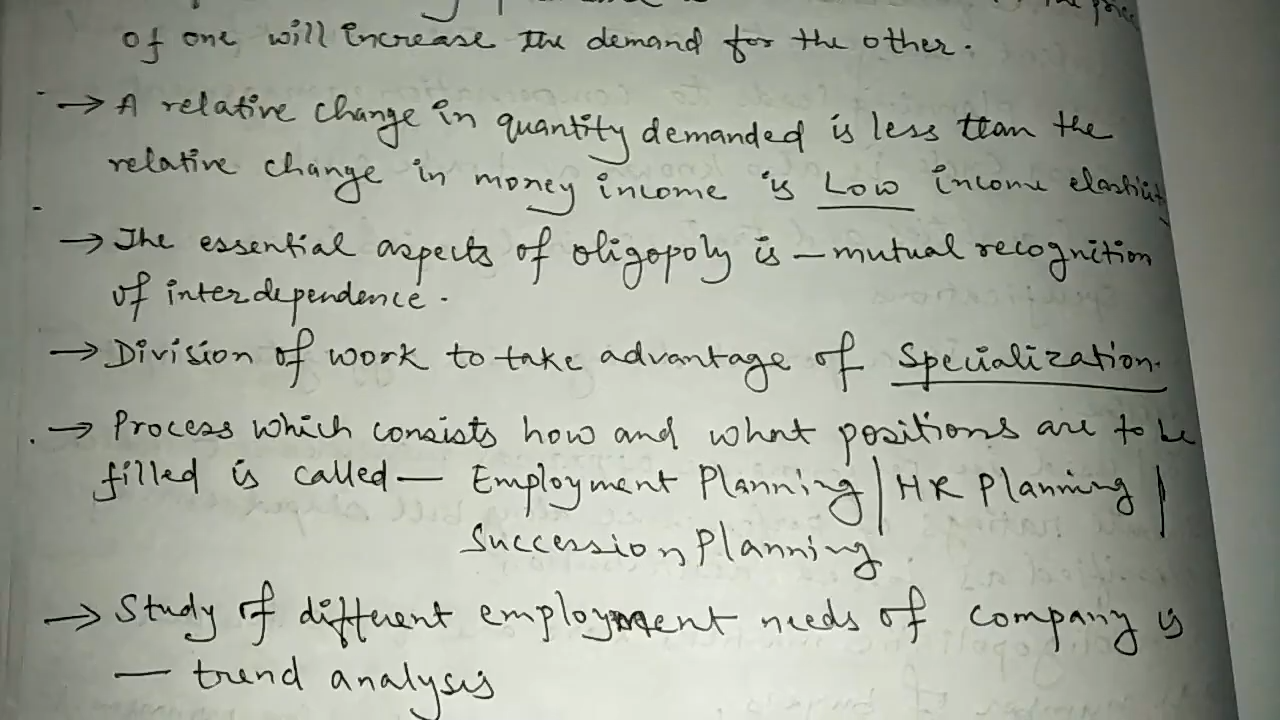 the price
of one will increase the demand for the other.
→ A relative change in quantity demanded is less than the
relative change in money income is Low income elasticity
→ The essential aspects of oligopoly is – mutual recognition
of interdependence.
→ Division of work to take advantage of Specialization.
→ Process which consists how and what positions are to be
filled is called — Employment Planning | HR Planning |
Succession Planning
→ Study of different employment needs of company is
— trend analysis